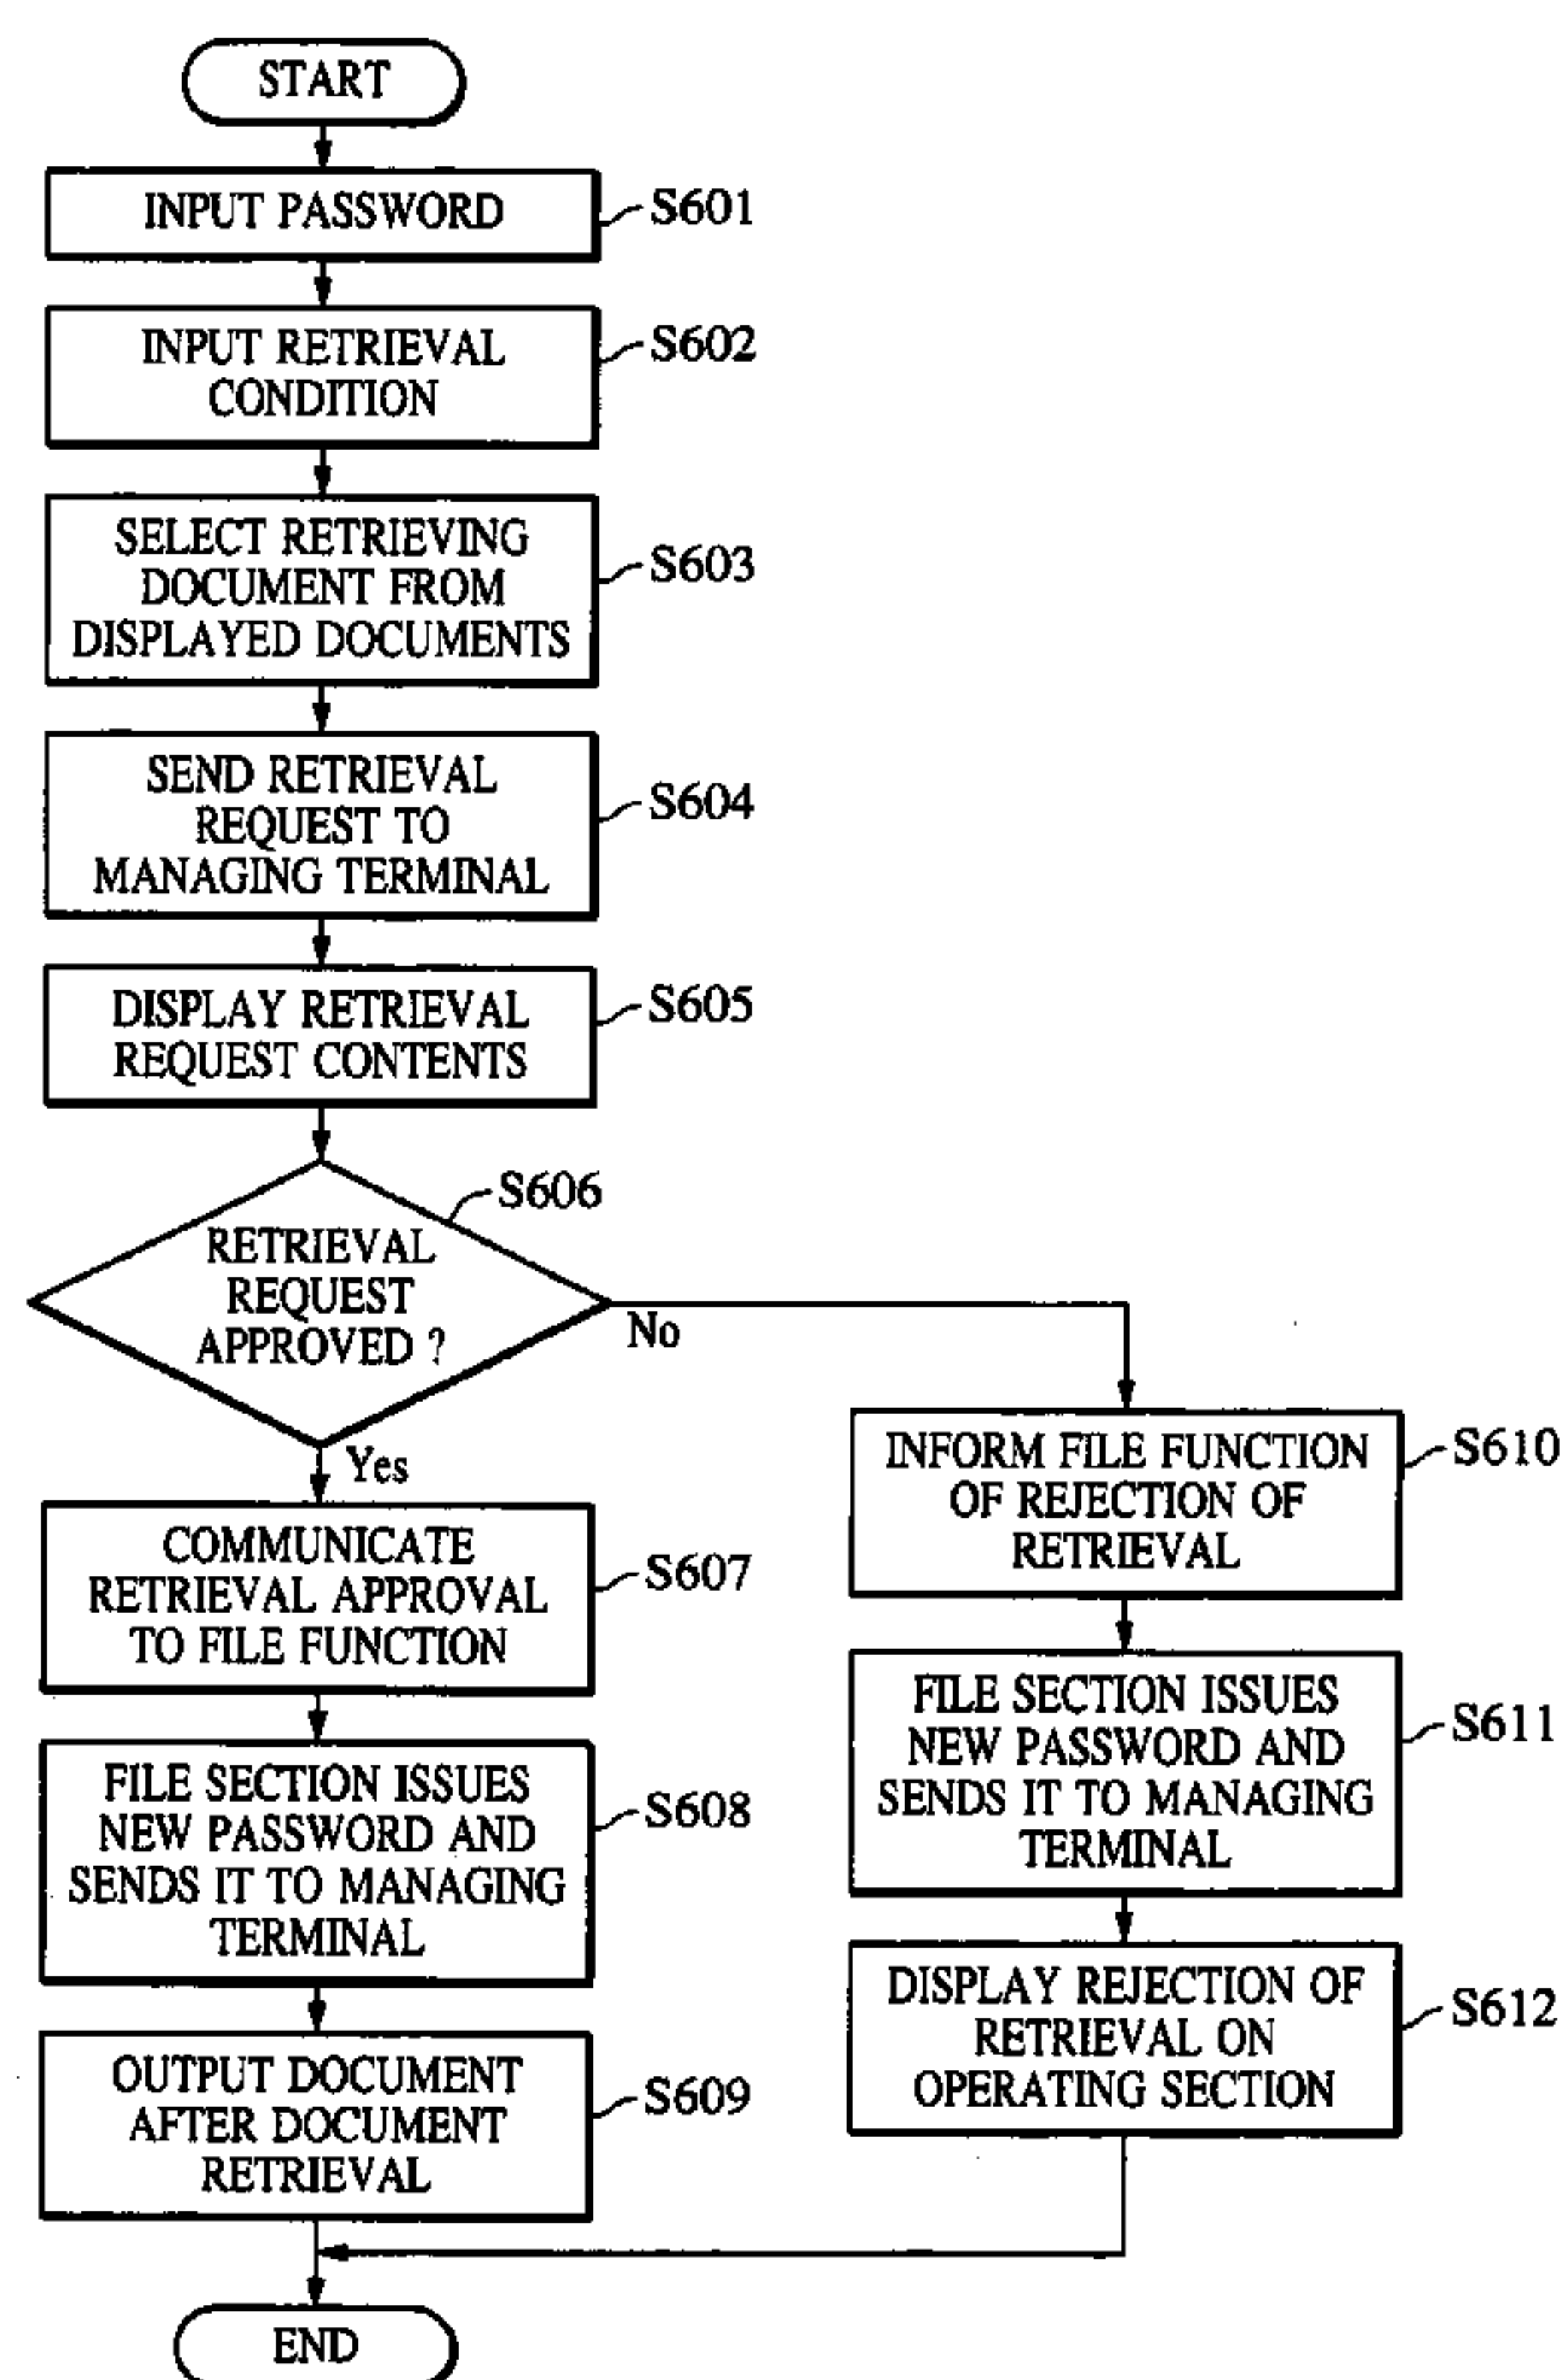 START
INPUT PASSWORD
S601
INPUT RETRIEVAL
CONDITION
S602
SELECT RETRIEVING
DOCUMENT FROM
DISPLAYED DOCUMENTS
S603
SEND RETRIEVAL
REQUEST TO
MANAGING TERMINAL
S604
DISPLAY RETRIEVAL
REQUEST CONTENTS
S605
S606
RETRIEVAL
REQUEST
APPROVED ?
No
Yes
COMMUNICATE
RETRIEVAL APPROVAL
TO FILE FUNCTION
S607
FILE SECTION ISSUES
NEW PASSWORD AND
SENDS IT TO MANAGING
TERMINAL
S608
OUTPUT DOCUMENT
AFTER DOCUMENT
RETRIEVAL
S609
INFORM FILE FUNCTION
OF REJECTION OF
RETRIEVAL
S610
FILE SECTION ISSUES
NEW PASSWORD AND
SENDS IT TO MANAGING
TERMINAL
S611
DISPLAY REJECTION OF
RETRIEVAL ON
OPERATING SECTION
S612
END